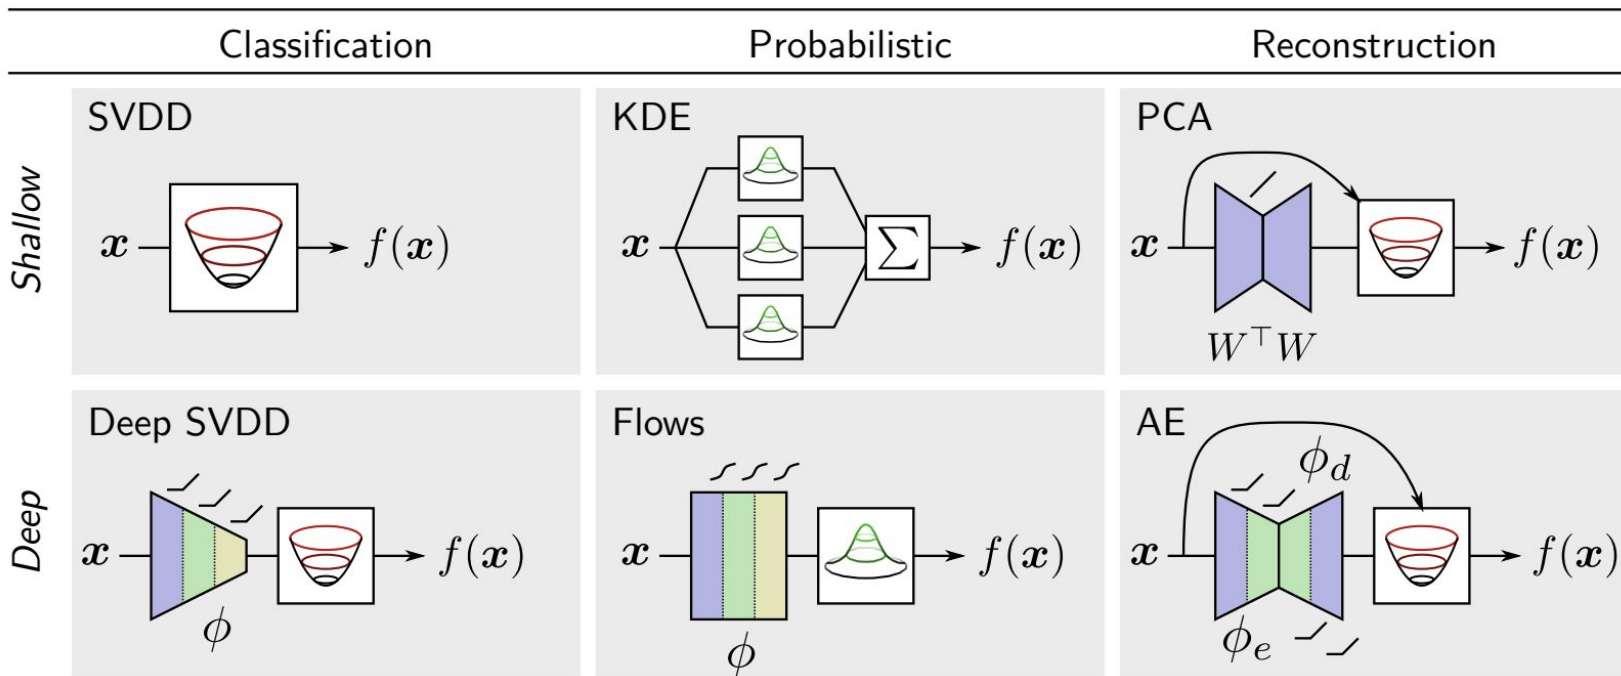 Classification Probabilistic Reconstruction
Shallow
SVDD
x f(x)
KDE
x Σ f(x)
PCA
x f(x)
W⊤W
Deep
Deep SVDD
x f(x)
ϕ
Flows
x f(x)
ϕ
AE
ϕd
x f(x)
ϕe